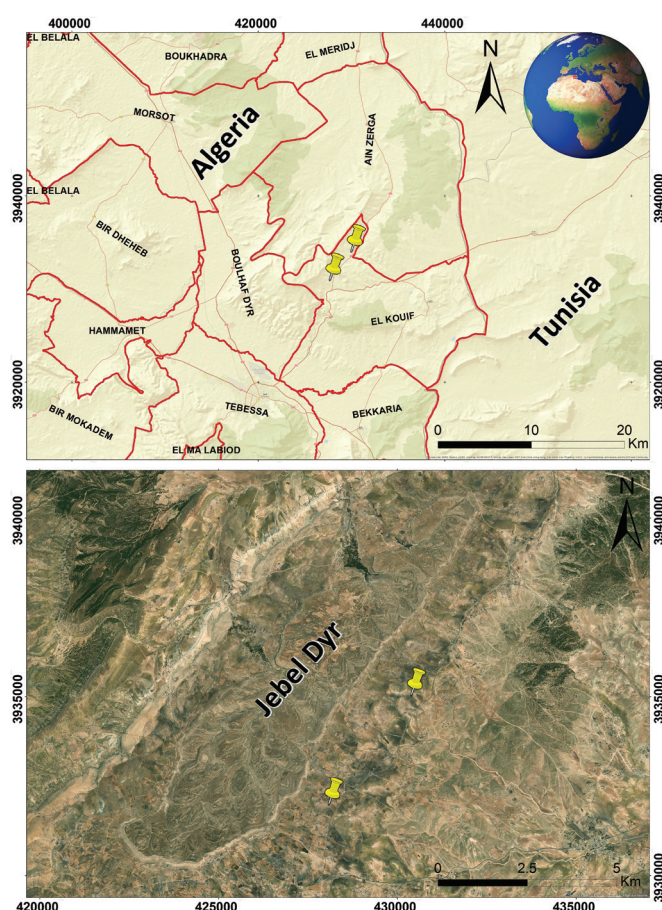 400000 420000 440000
EL BELALA
BOUKHADRA
EL MERIDJ
N
MORSOT
Algeria
AIN ZERGA
3940000
3940000
EL BELALA
BIR DHEHEB
BOULHAF DYR
Tunisia
EL KOUIF
HAMMAMET
3920000
3920000
BIR MOKADEM
TEBESSA
BEKKARIA
EL MA LABIOD
0 10 20
Km
3940000
N
3940000
Jebel Dyr
3935000
3935000
0 2.5 5
Km
3930000
3930000
420000 425000 430000 435000